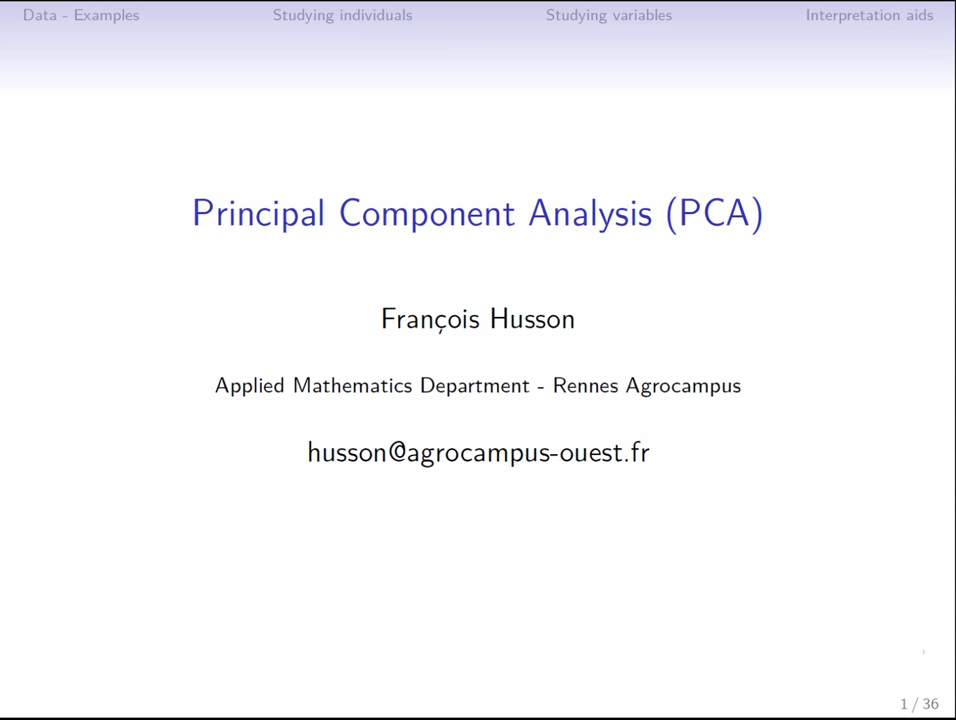 Data - Examples Studying individuals Studying variables Interpretation aids
Principal Component Analysis (PCA)
François Husson
Applied Mathematics Department - Rennes Agrocampus
husson@agrocampus-ouest.fr
1 / 36